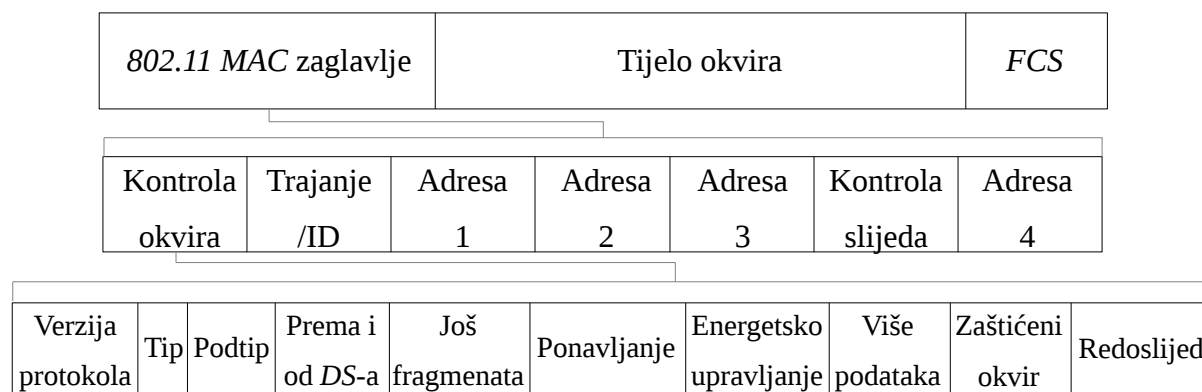 802.11 MAC zaglavlje Tijelo okvira FCS
Kontrola Trajanje Adresa Adresa Adresa Kontrola Adresa
okvira /ID 1 2 3 slijeda 4
Verzija Prema i Još Energetsko Više Zaštićeni
Tip Podtip Ponavljanje Redoslijed
protokola od DS-a fragmenata upravljanje podataka okvir